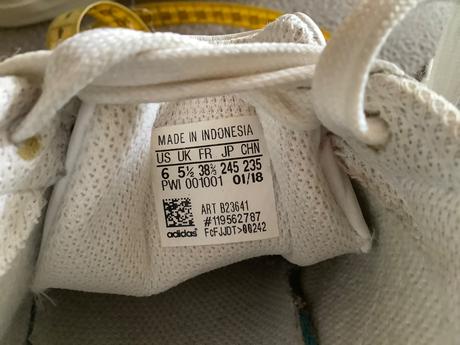 MADE IN INDONESIA
US UK FR JP CHN
6 5½ 38⅔ 245 235
PWI 001001 01/18
ART B23641
#119562787
adidas FcFJJDT>00242